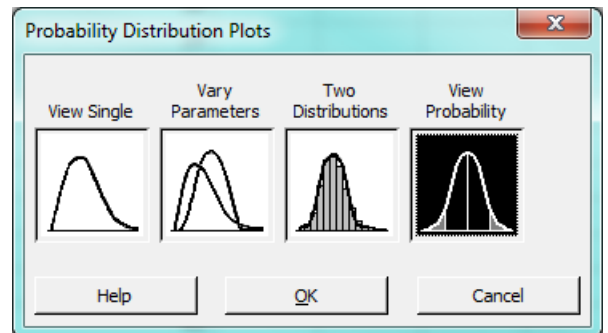 Probability Distribution Plots
View Single
Vary
Parameters
Two
Distributions
View
Probability
Help
OK
Cancel